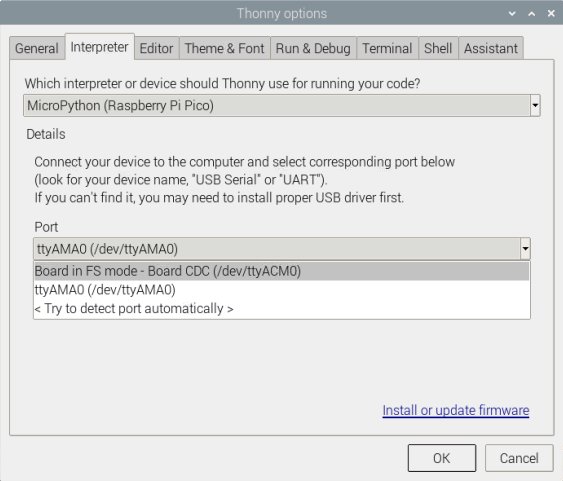 Thonny options
General Interpreter Editor Theme & Font Run & Debug Terminal Shell Assistant
Which interpreter or device should Thonny use for running your code?
MicroPython (Raspberry Pi Pico)
Details
Connect your device to the computer and select corresponding port below
(look for your device name, "USB Serial" or "UART").
If you can't find it, you may need to install proper USB driver first.
Port
ttyAMA0 (/dev/ttyAMA0)
Board in FS mode - Board CDC (/dev/ttyACM0)
ttyAMA0 (/dev/ttyAMA0)
< Try to detect port automatically >
Install or update firmware
OK Cancel